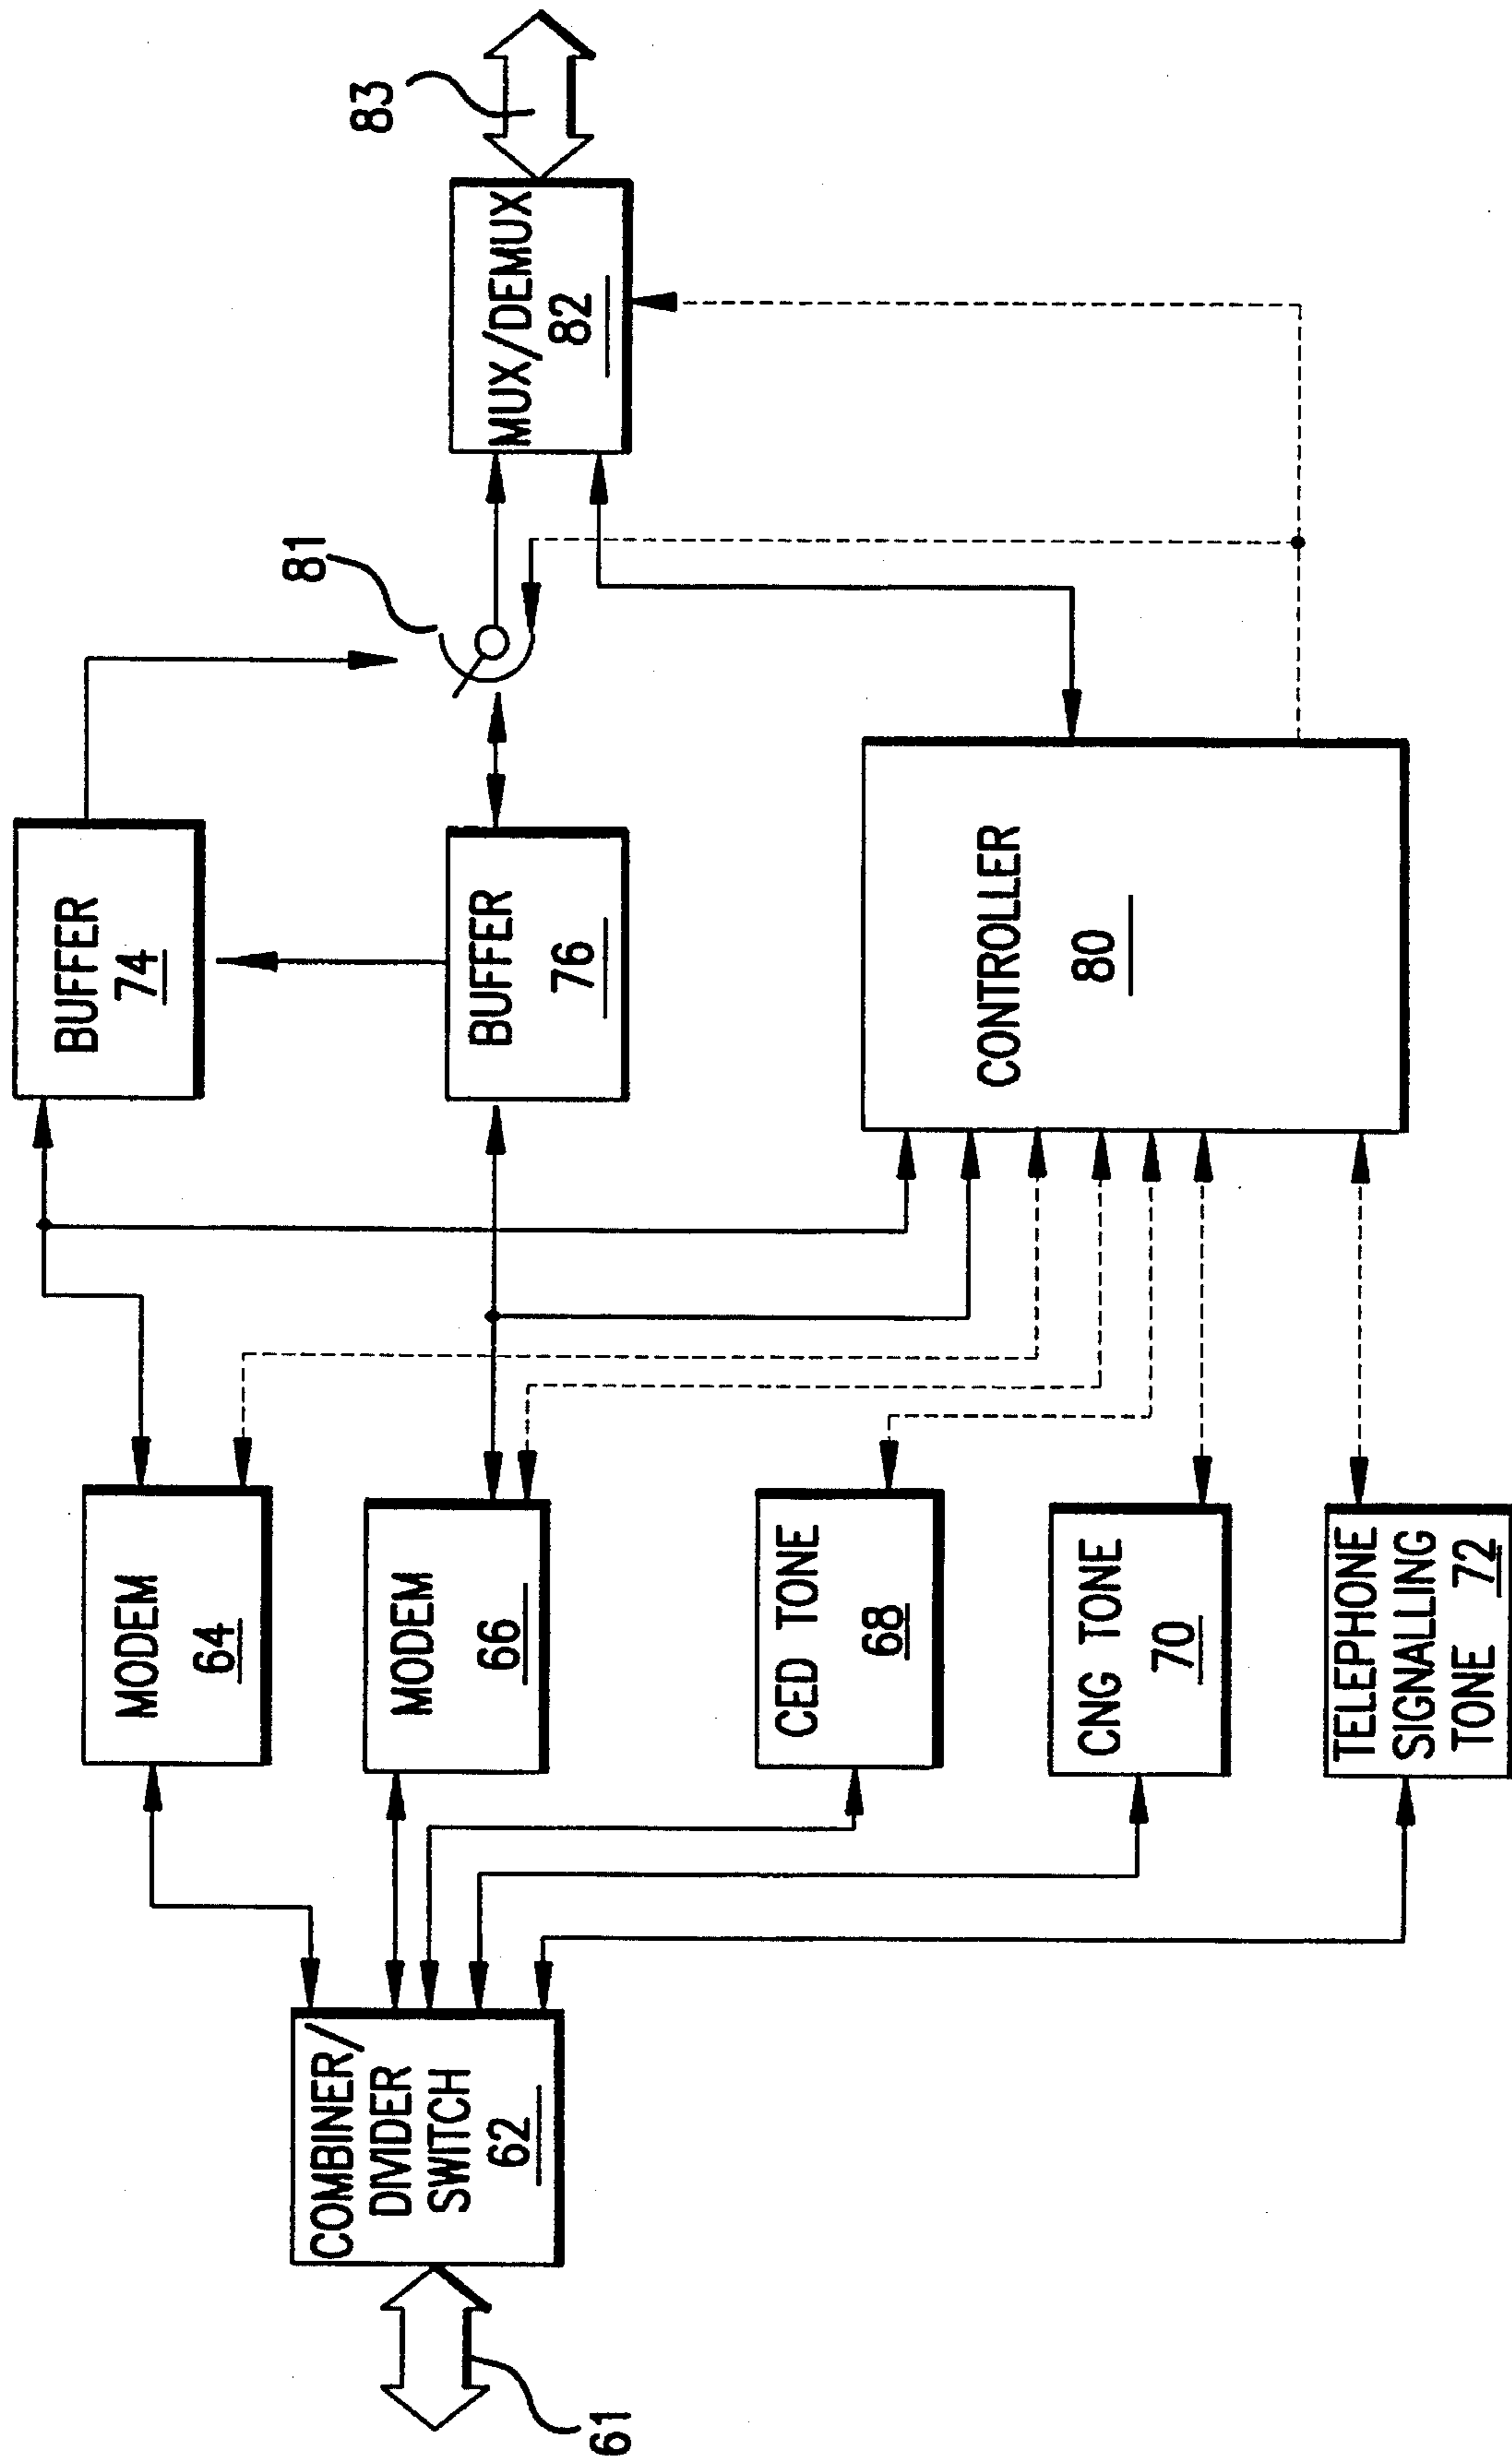 61
COMBINER/
DIVIDER
SWITCH
62
MODEM
64
MODEM
66
CED TONE
68
CNG TONE
70
TELEPHONE
SIGNALLING
TONE 72
BUFFER
74
BUFFER
76
CONTROLLER
80
81
MUX/DEMUX
82
83